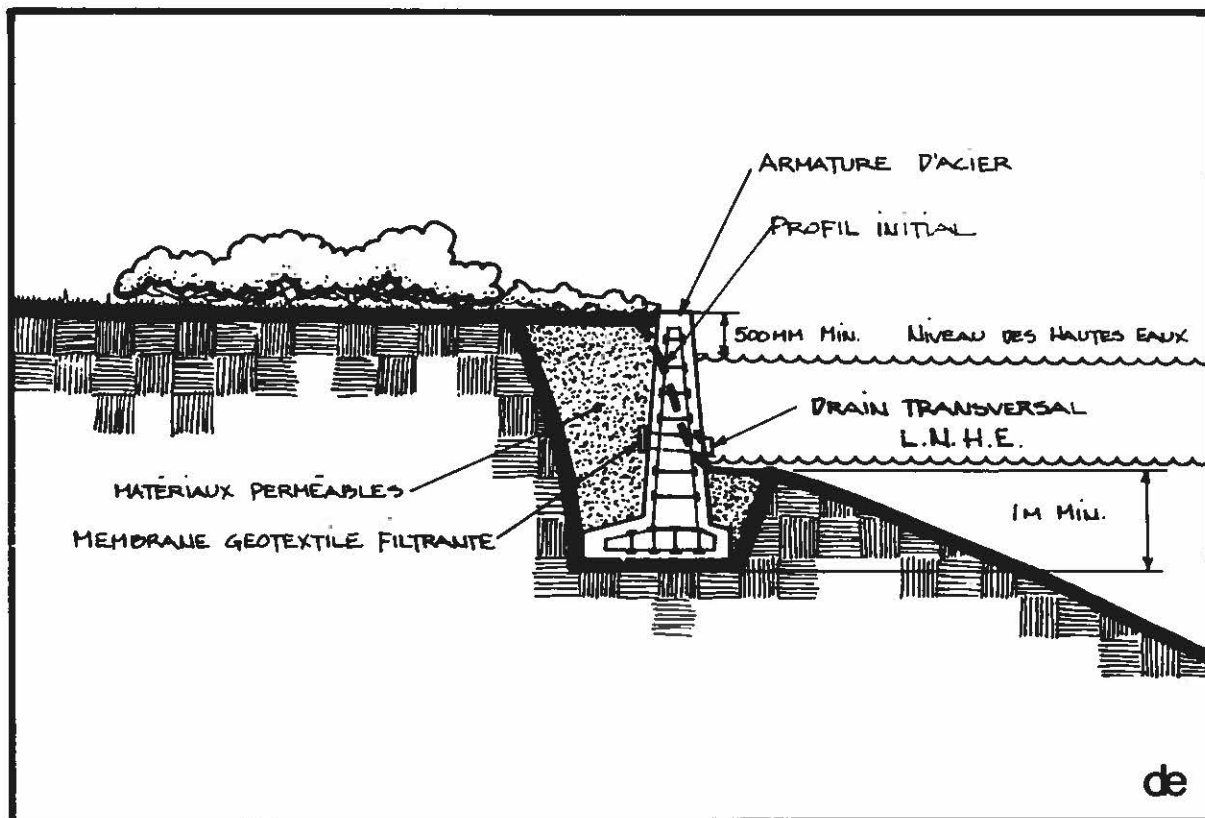 ARMATURE D'ACIER
PROFIL INITIAL
500MM MIN. NIVEAU DES HAUTES EAUX
DRAIN TRANSVERSAL
L.N.H.E.
MATÉRIAUX PERMÉABLES
1M MIN.
MEMBRANE GEOTEXTILE FILTRANTE
de